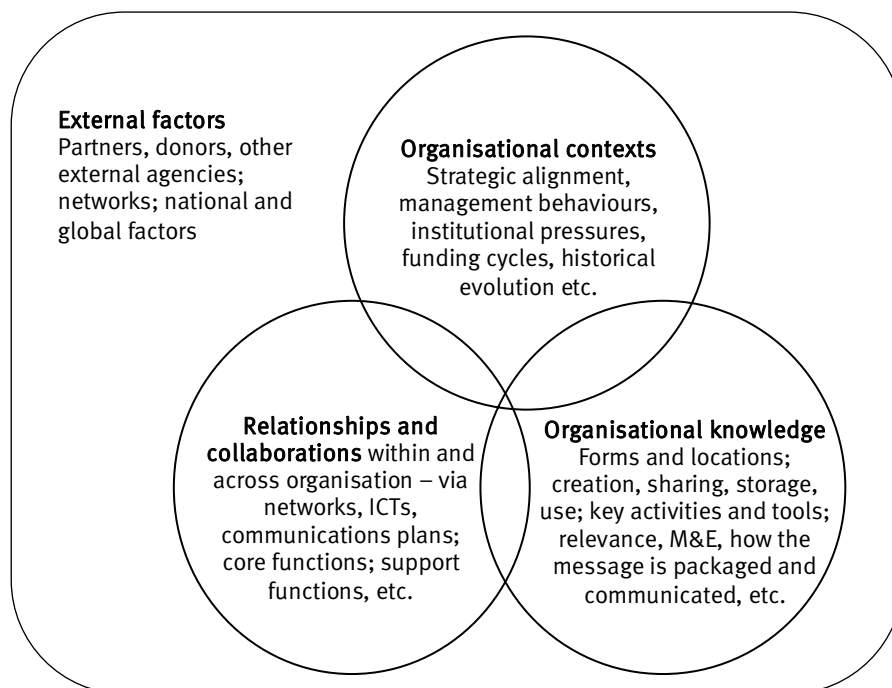 External factors
Partners, donors, other
external agencies;
networks; national and
global factors
Organisational contexts
Strategic alignment,
management behaviours,
institutional pressures,
funding cycles, historical
evolution etc.
Relationships and
collaborations within and
across organisation – via
networks, ICTs,
communications plans;
core functions; support
functions, etc.
Organisational knowledge
Forms and locations;
creation, sharing, storage,
use; key activities and tools;
relevance, M&E, how the
message is packaged and
communicated, etc.